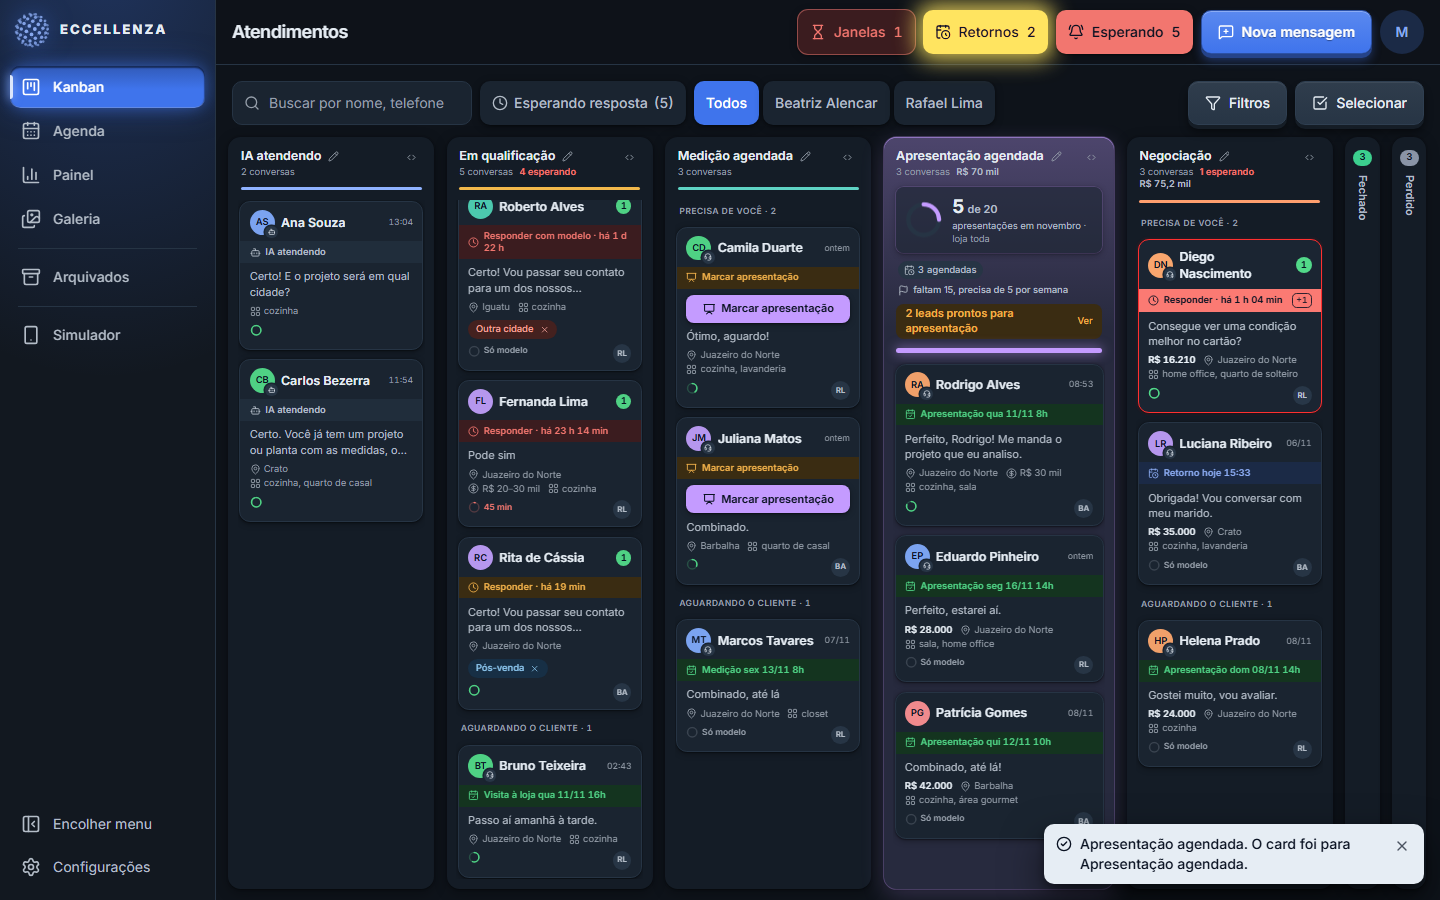 ECCELLENZA
Kanban
Agenda
Painel
Galeria
Arquivados
Simulador
Encolher menu
Configurações
Atendimentos
Janelas 1
Retornos 2
Esperando 5
Nova mensagem
M
Buscar por nome, telefone
Esperando resposta (5)
Todos
Beatriz Alencar
Rafael Lima
Filtros
Selecionar
IA atendendo
2 conversas
AS
Ana Souza
13:04
IA atendendo
Certo! E o projeto será em qual
cidade?
cozinha
CB
Carlos Bezerra
11:54
IA atendendo
Certo. Você já tem um projeto
ou planta com as medidas, o...
Crato
cozinha, quarto de casal
Em qualificação
5 conversas 4 esperando
RA
Roberto Alves
1
Responder com modelo · há 1 d
22 h
Certo! Vou passar seu contato
para um dos nossos...
Iguatu cozinha
Outra cidade ×
Só modelo
RL
FL
Fernanda Lima
1
Responder · há 23 h 14 min
Pode sim
Juazeiro do Norte
R$ 20-30 mil cozinha
45 min
RL
RC
Rita de Cássia
1
Responder · há 19 min
Certo! Vou passar seu contato
para um dos nossos...
Juazeiro do Norte
Pós-venda ×
BA
AGUARDANDO O CLIENTE · 1
BT
Bruno Teixeira
02:43
Visita à loja qua 11/11 16h
Passo aí amanhã à tarde.
Juazeiro do Norte cozinha
RL
Medição agendada
3 conversas
PRECISA DE VOCÊ · 2
CD
Camila Duarte
ontem
Marcar apresentação
Marcar apresentação
Ótimo, aguardo!
Juazeiro do Norte
cozinha, lavanderia
RL
JM
Juliana Matos
ontem
Marcar apresentação
Marcar apresentação
Combinado.
Barbalha quarto de casal
BA
AGUARDANDO O CLIENTE · 1
MT
Marcos Tavares
07/11
Medição sex 13/11 8h
Combinado, até lá
Juazeiro do Norte closet
Só modelo
RL
Apresentação agendada
3 conversas R$ 70 mil
5 de 20
apresentações em novembro ·
loja toda
3 agendadas
faltam 15, precisa de 5 por semana
2 leads prontos para
apresentação
Ver
RA
Rodrigo Alves
08:53
Apresentação qua 11/11 8h
Perfeito, Rodrigo! Me manda o
projeto que eu analiso.
Juazeiro do Norte R$ 30 mil
cozinha, sala
BA
EP
Eduardo Pinheiro
ontem
Apresentação seg 16/11 14h
Perfeito, estarei aí.
R$ 28.000 Juazeiro do Norte
sala, home office
Só modelo
RL
PG
Patrícia Gomes
08/11
Apresentação qui 12/11 10h
Combinado, até lá!
R$ 42.000 Barbalha
cozinha, área gourmet
Só modelo
BA
Negociação
3 conversas 1 esperando
R$ 75,2 mil
PRECISA DE VOCÊ · 2
DN
Diego
Nascimento
1
Responder · há 1 h 04 min
+1
Consegue ver uma condição
melhor no cartão?
R$ 16.210 Juazeiro do Norte
home office, quarto de solteiro
RL
LR
Luciana Ribeiro
06/11
Retorno hoje 15:33
Obrigada! Vou conversar com
meu marido.
R$ 35.000 Crato
cozinha, lavanderia
Só modelo
BA
AGUARDANDO O CLIENTE · 1
HP
Helena Prado
08/11
Apresentação dom 08/11 14h
Gostei muito, vou avaliar.
R$ 24.000 Juazeiro do Norte
cozinha
Só modelo
RL
3
Fechado
3
Perdido
Apresentação agendada. O card foi para
Apresentação agendada.